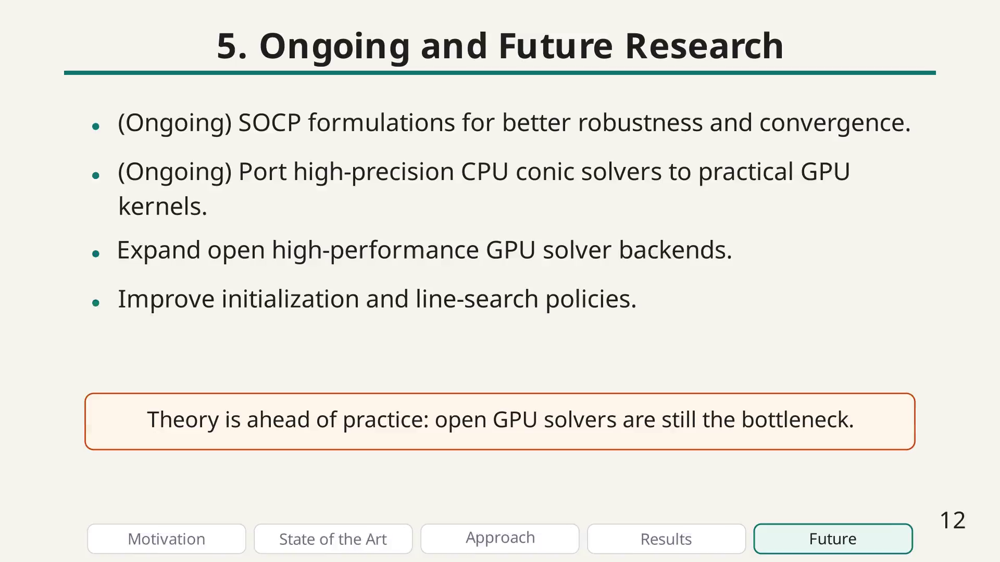 5. Ongoing and Future Research
• (Ongoing) SOCP formulations for better robustness and convergence.
• (Ongoing) Port high-precision CPU conic solvers to practical GPU
kernels.
• Expand open high-performance GPU solver backends.
• Improve initialization and line-search policies.
Theory is ahead of practice: open GPU solvers are still the bottleneck.
12
Motivation
State of the Art
Approach
Results
Future